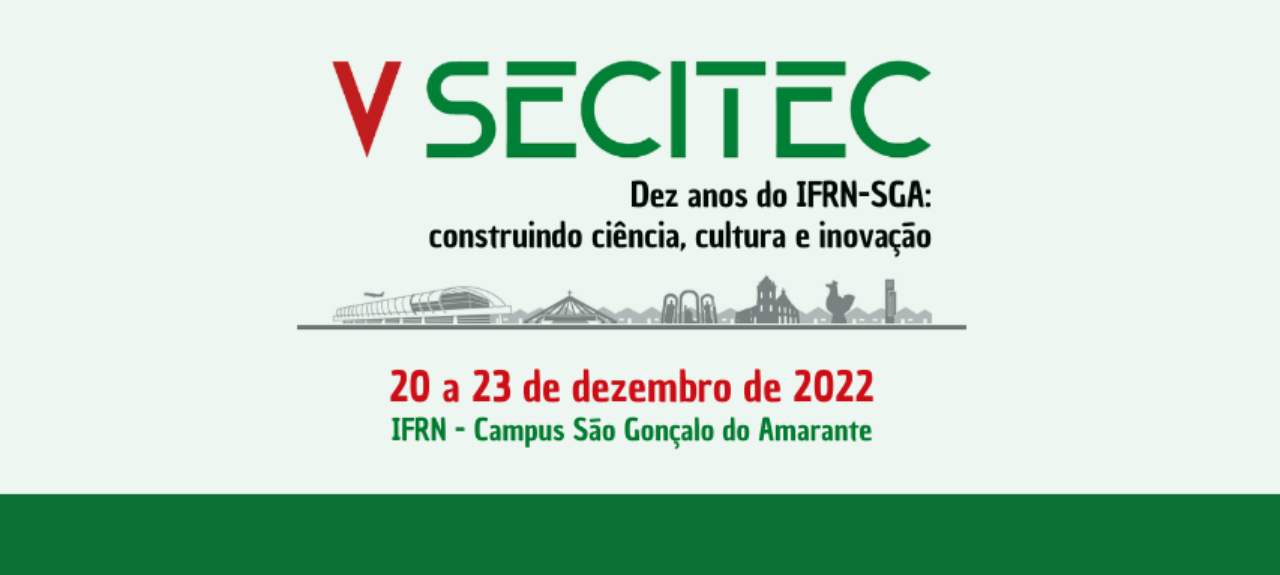 V SECITEC
Dez anos do IFRN-SGA:
construindo ciência, cultura e inovação
20 a 23 de dezembro de 2022
IFRN - Campus São Gonçalo do Amarante